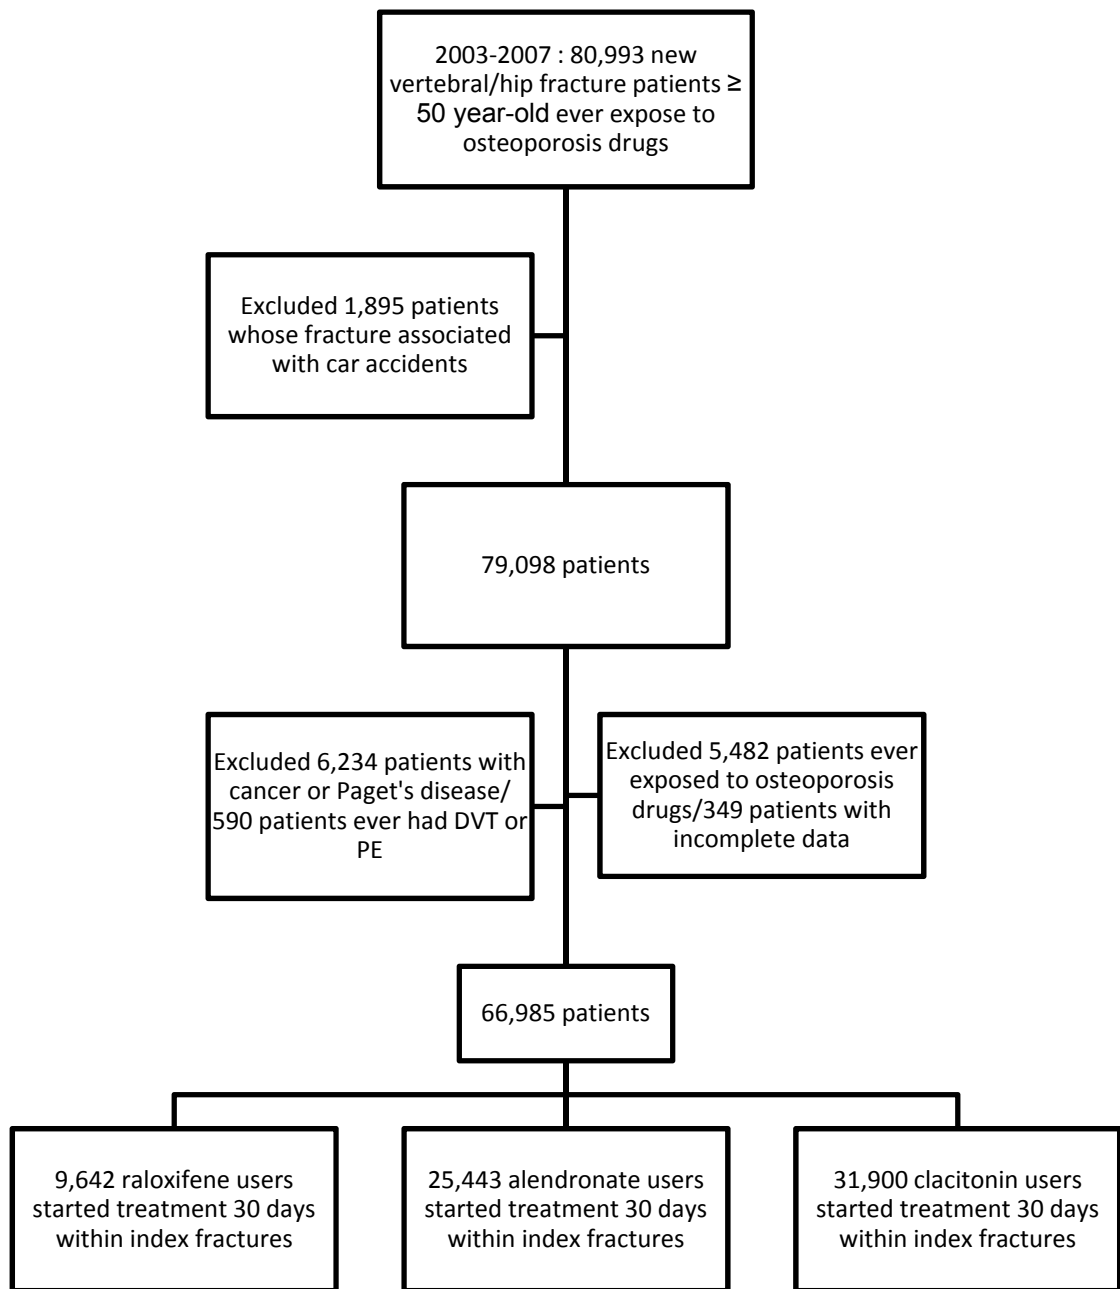 2003-2007 : 80,993 new
vertebral/hip fracture patients ≥
50 year-old ever expose to
osteoporosis drugs
Excluded 1,895 patients
whose fracture associated
with car accidents
79,098 patients
Excluded 6,234 patients with
cancer or Paget's disease/
590 patients ever had DVT or
PE
Excluded 5,482 patients ever
exposed to osteoporosis
drugs/349 patients with
incomplete data
66,985 patients
9,642 raloxifene users
started treatment 30 days
within index fractures
25,443 alendronate users
started treatment 30 days
within index fractures
31,900 clacitonin users
started treatment 30 days
within index fractures